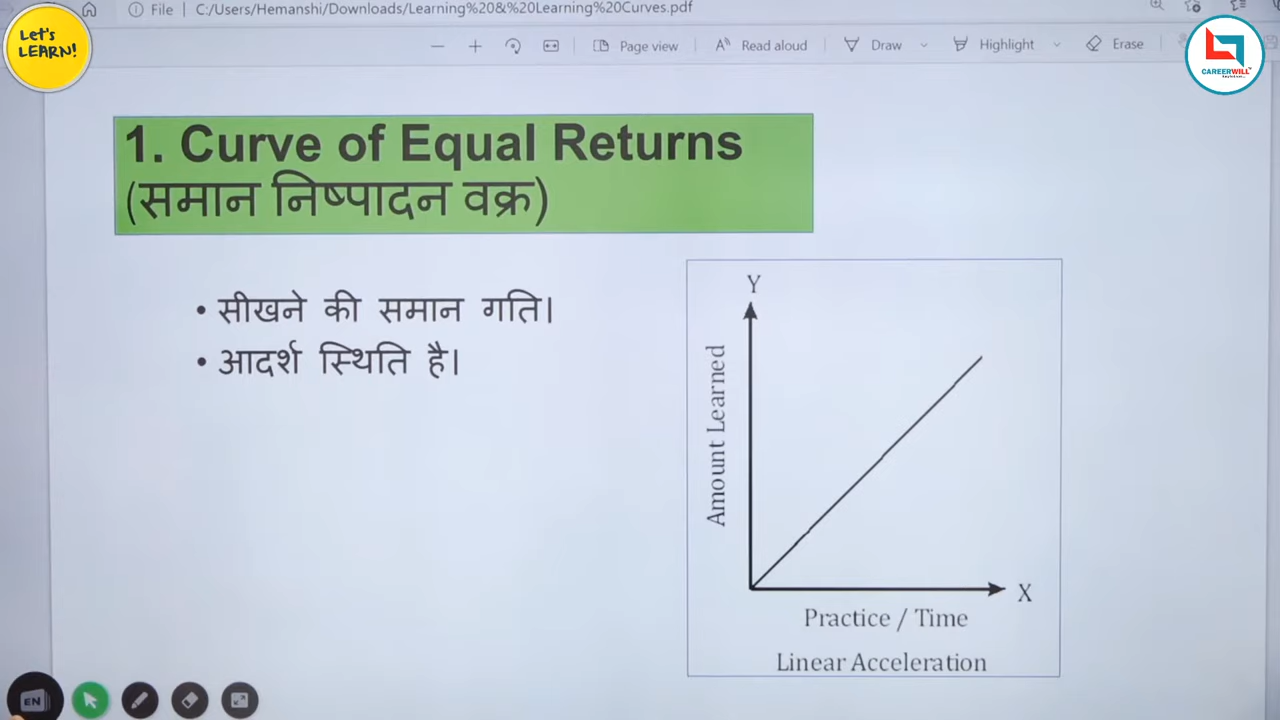 Let's
LEARN!
File | C:/Users/Hemanshi/Downloads/Learning%20&%20Learning%20Curves.pdf
Page view
Read aloud
Draw
Highlight
Erase
CAREERWILL
1. Curve of Equal Returns
(समान निष्पादन वक्र)
• सीखने की समान गति।
• आदर्श स्थिति है।
Y
Amount Learned
X
Practice / Time
Linear Acceleration
EN